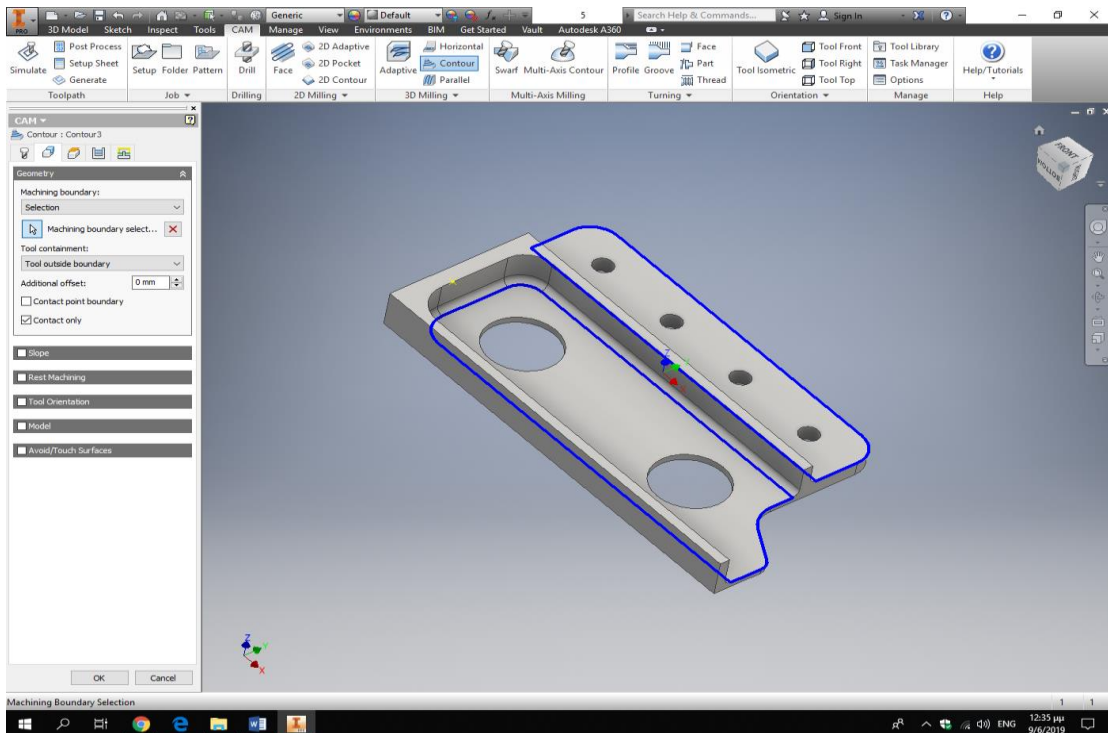 Generic
Default
5
Search Help & Commands...
Sign In
PRO
3D Model Sketch Inspect Tools CAM Manage View Environments BIM Get Started Vault Autodesk A360
Simulate
Post Process
Setup Sheet
Generate
Toolpath
Setup Folder Pattern
Job
Drill
Drilling
Face
2D Adaptive
2D Pocket
2D Contour
2D Milling
Adaptive
Horizontal
Contour
Parallel
3D Milling
Swarf Multi-Axis Contour
Multi-Axis Milling
Profile Groove
Face
Part
Thread
Turning
Tool Isometric
Tool Front
Tool Right
Tool Top
Orientation
Tool Library
Task Manager
Options
Manage
Help/Tutorials
Help
CAM
Contour : Contour3
Geometry
Machining boundary:
Selection
Machining boundary select...
Tool containment:
Tool outside boundary
Additional offset: 0 mm
Contact point boundary
Contact only
Slope
Rest Machining
Tool Orientation
Model
Avoid/Touch Surfaces
OK Cancel
FRONT
BOTTOM
Z
Z
Y
X
Machining Boundary Selection
1 1
ENG
12:35 μμ
9/6/2019